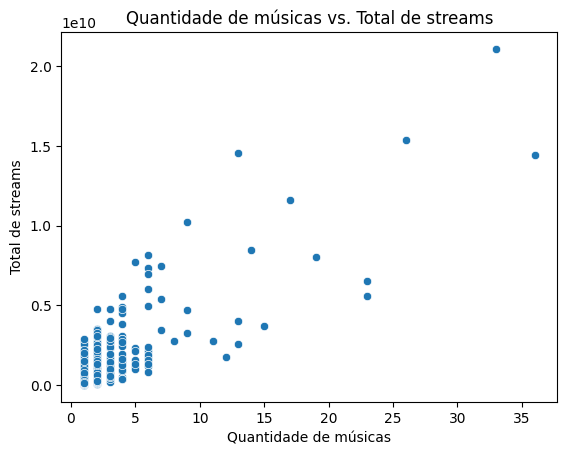 Quantidade de músicas vs. Total de streams
1e10
2.0
1.5
1.0
0.5
0.0
Total de streams
0 5 10 15 20 25 30 35
Quantidade de músicas